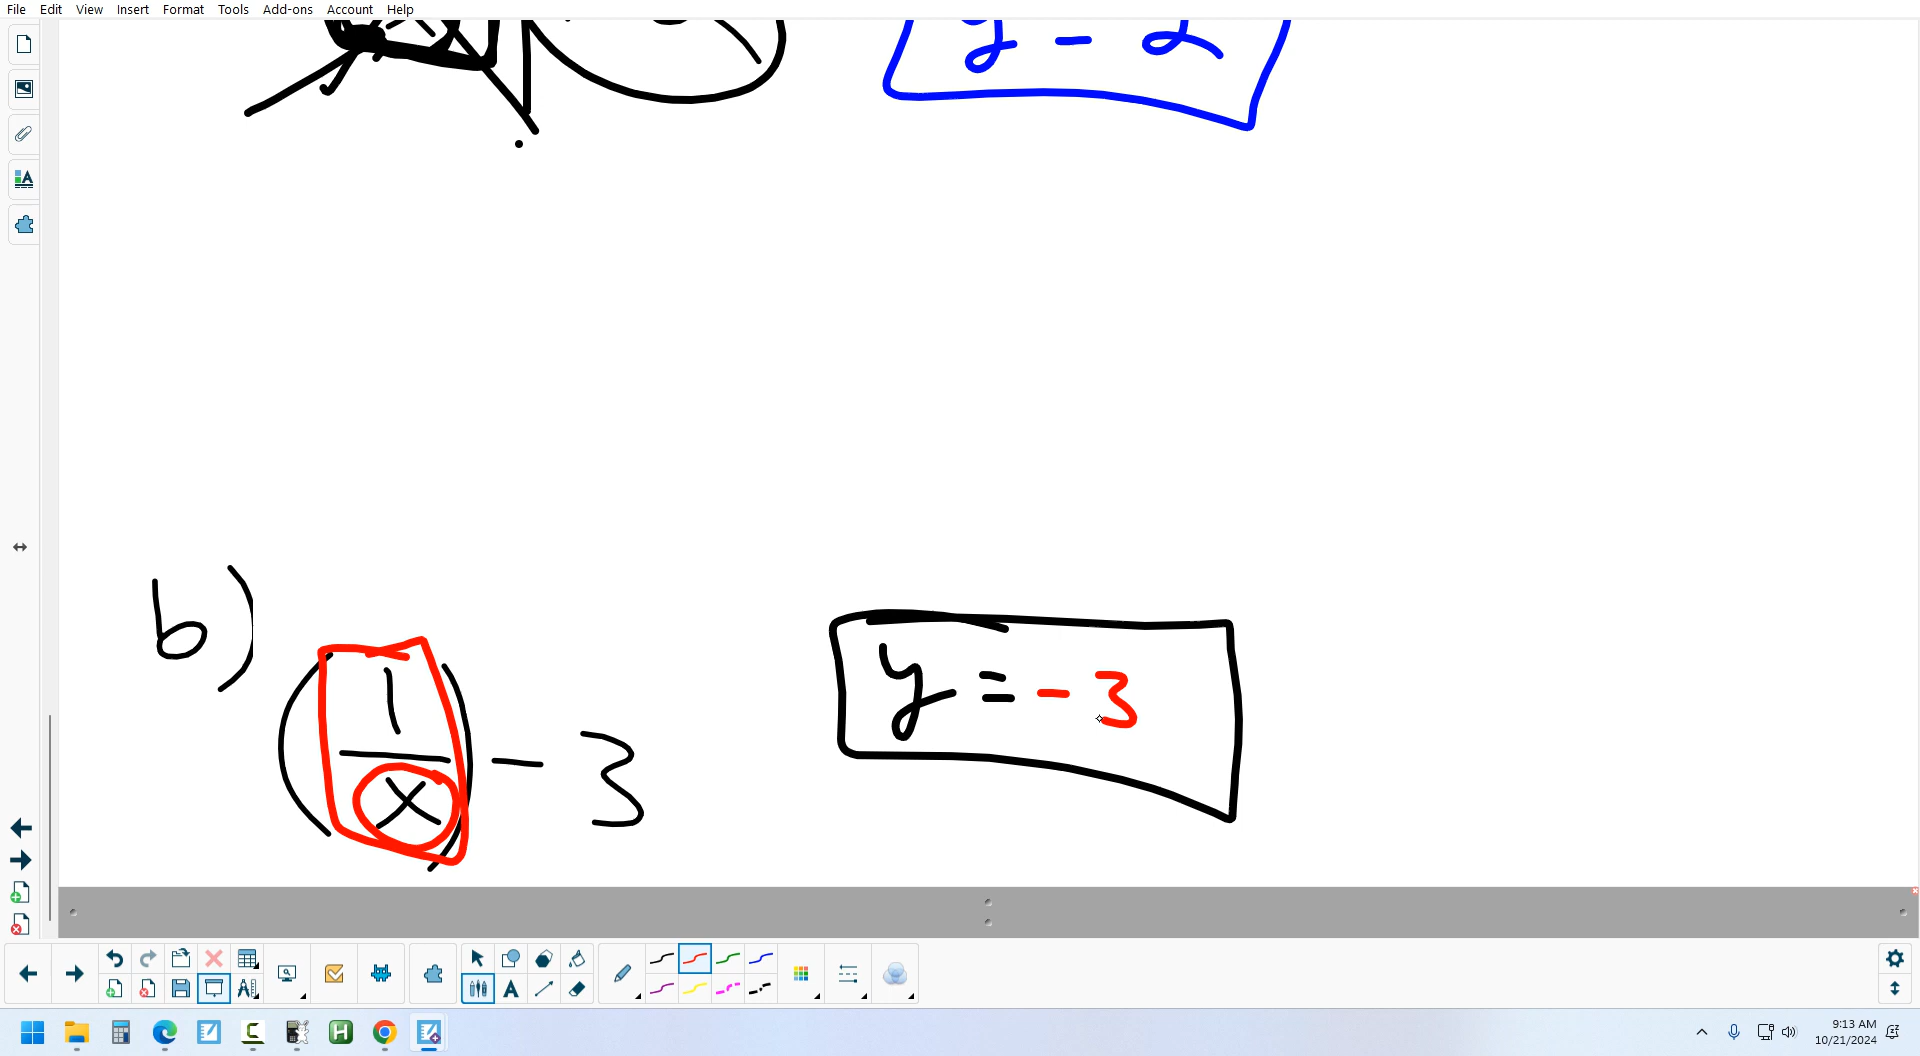 File Edit View Insert Format Tools Add-ons Account Help
y = 2
b)
(1/x) - 3
y = -3
9:13 AM
10/21/2024